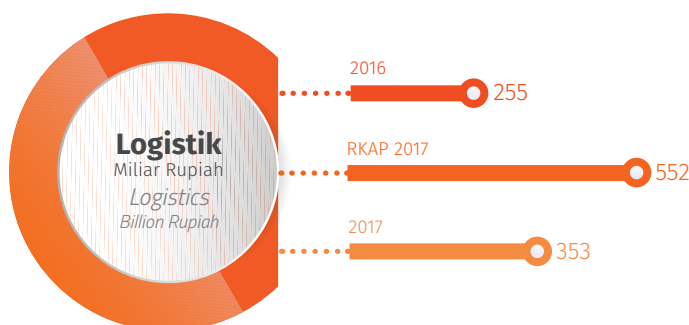 Logistik
Miliar Rupiah
Logistics
Billion Rupiah
2016
255
RKAP 2017
552
2017
353